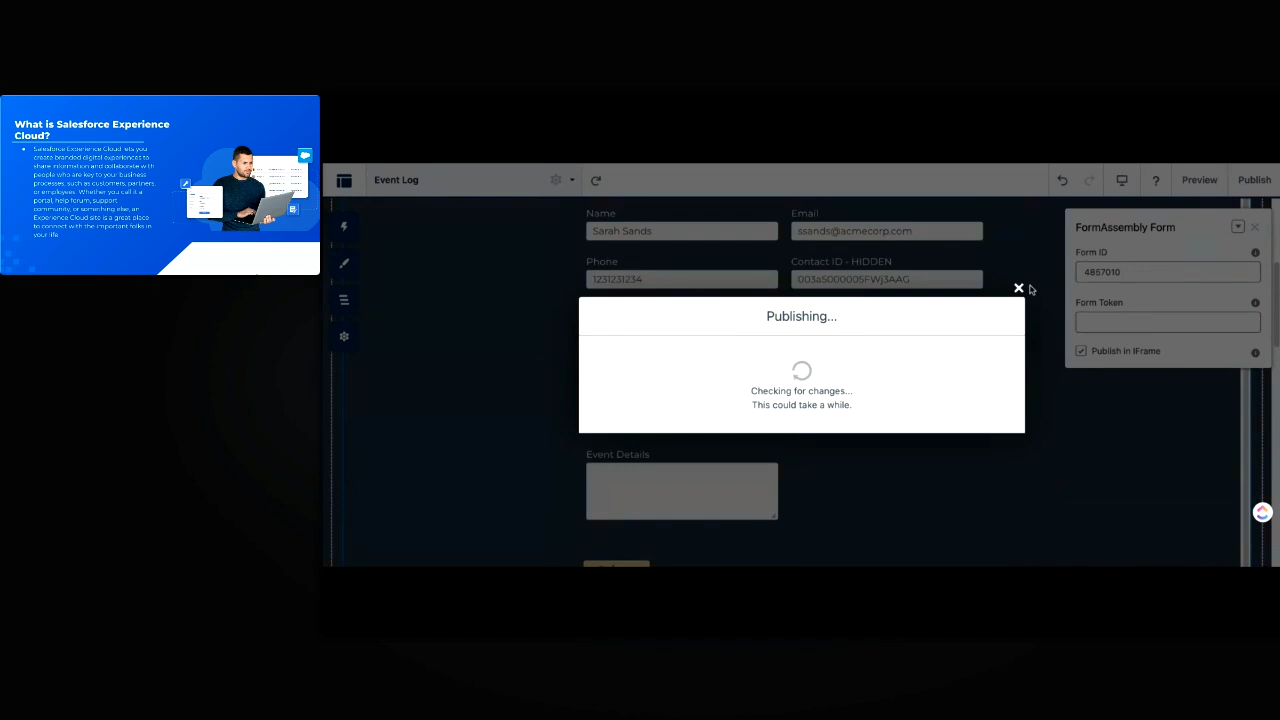 What is Salesforce Experience
Cloud?
Salesforce Experience Cloud lets you
create branded digital experiences to
share information and collaborate with
people who are key to your business
processes, such as customers, partners,
or employees. Whether you call it a
portal, help forum, support
community, or something else, an
Experience Cloud site is a great place
to connect with the important folks in
your life.
Event Log
?
Preview
Publish
Name
Email
Sarah Sands
ssands@acmecorp.com
Phone
Contact ID - HIDDEN
1231231234
003a5000005FWj3AAG
Publishing...
Checking for changes...
This could take a while.
Event Details
FormAssembly Form
Form ID
4857010
Form Token
Publish in IFrame